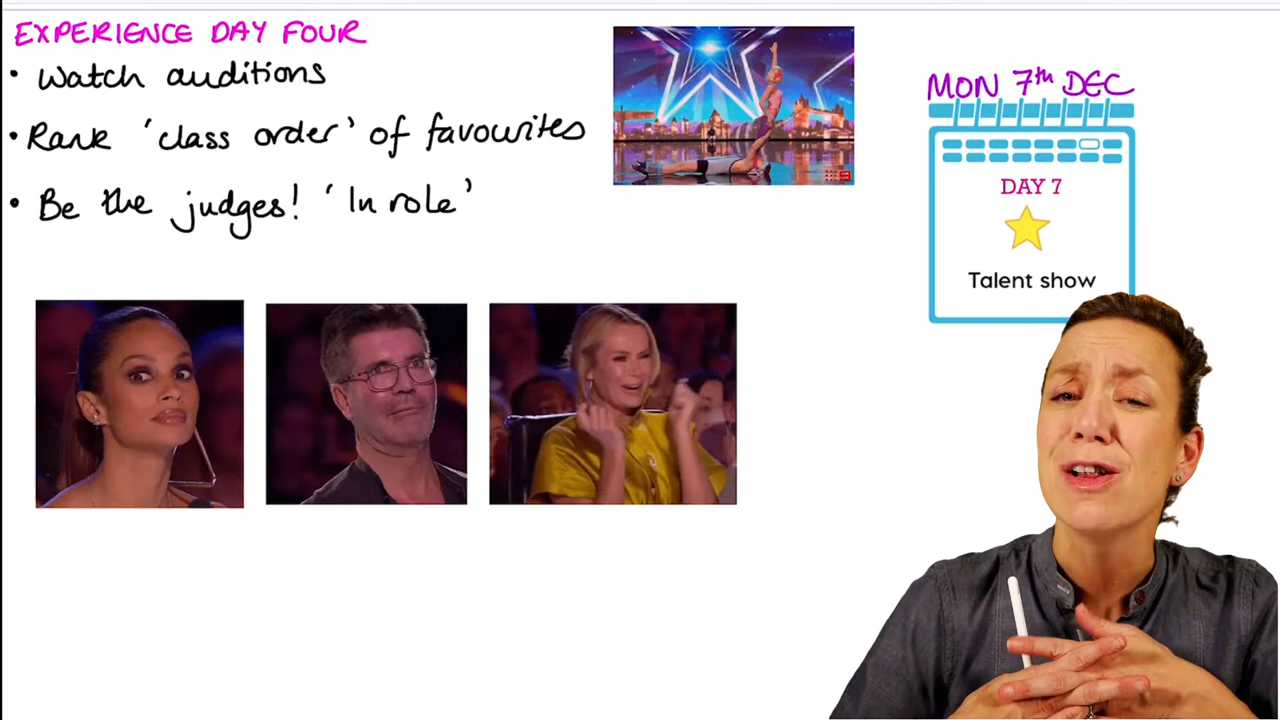 EXPERIENCE DAY FOUR
• Watch auditions
• Rank 'class order' of favourites
• Be the judges! 'In role'
MON 7th DEC
DAY 7
Talent show